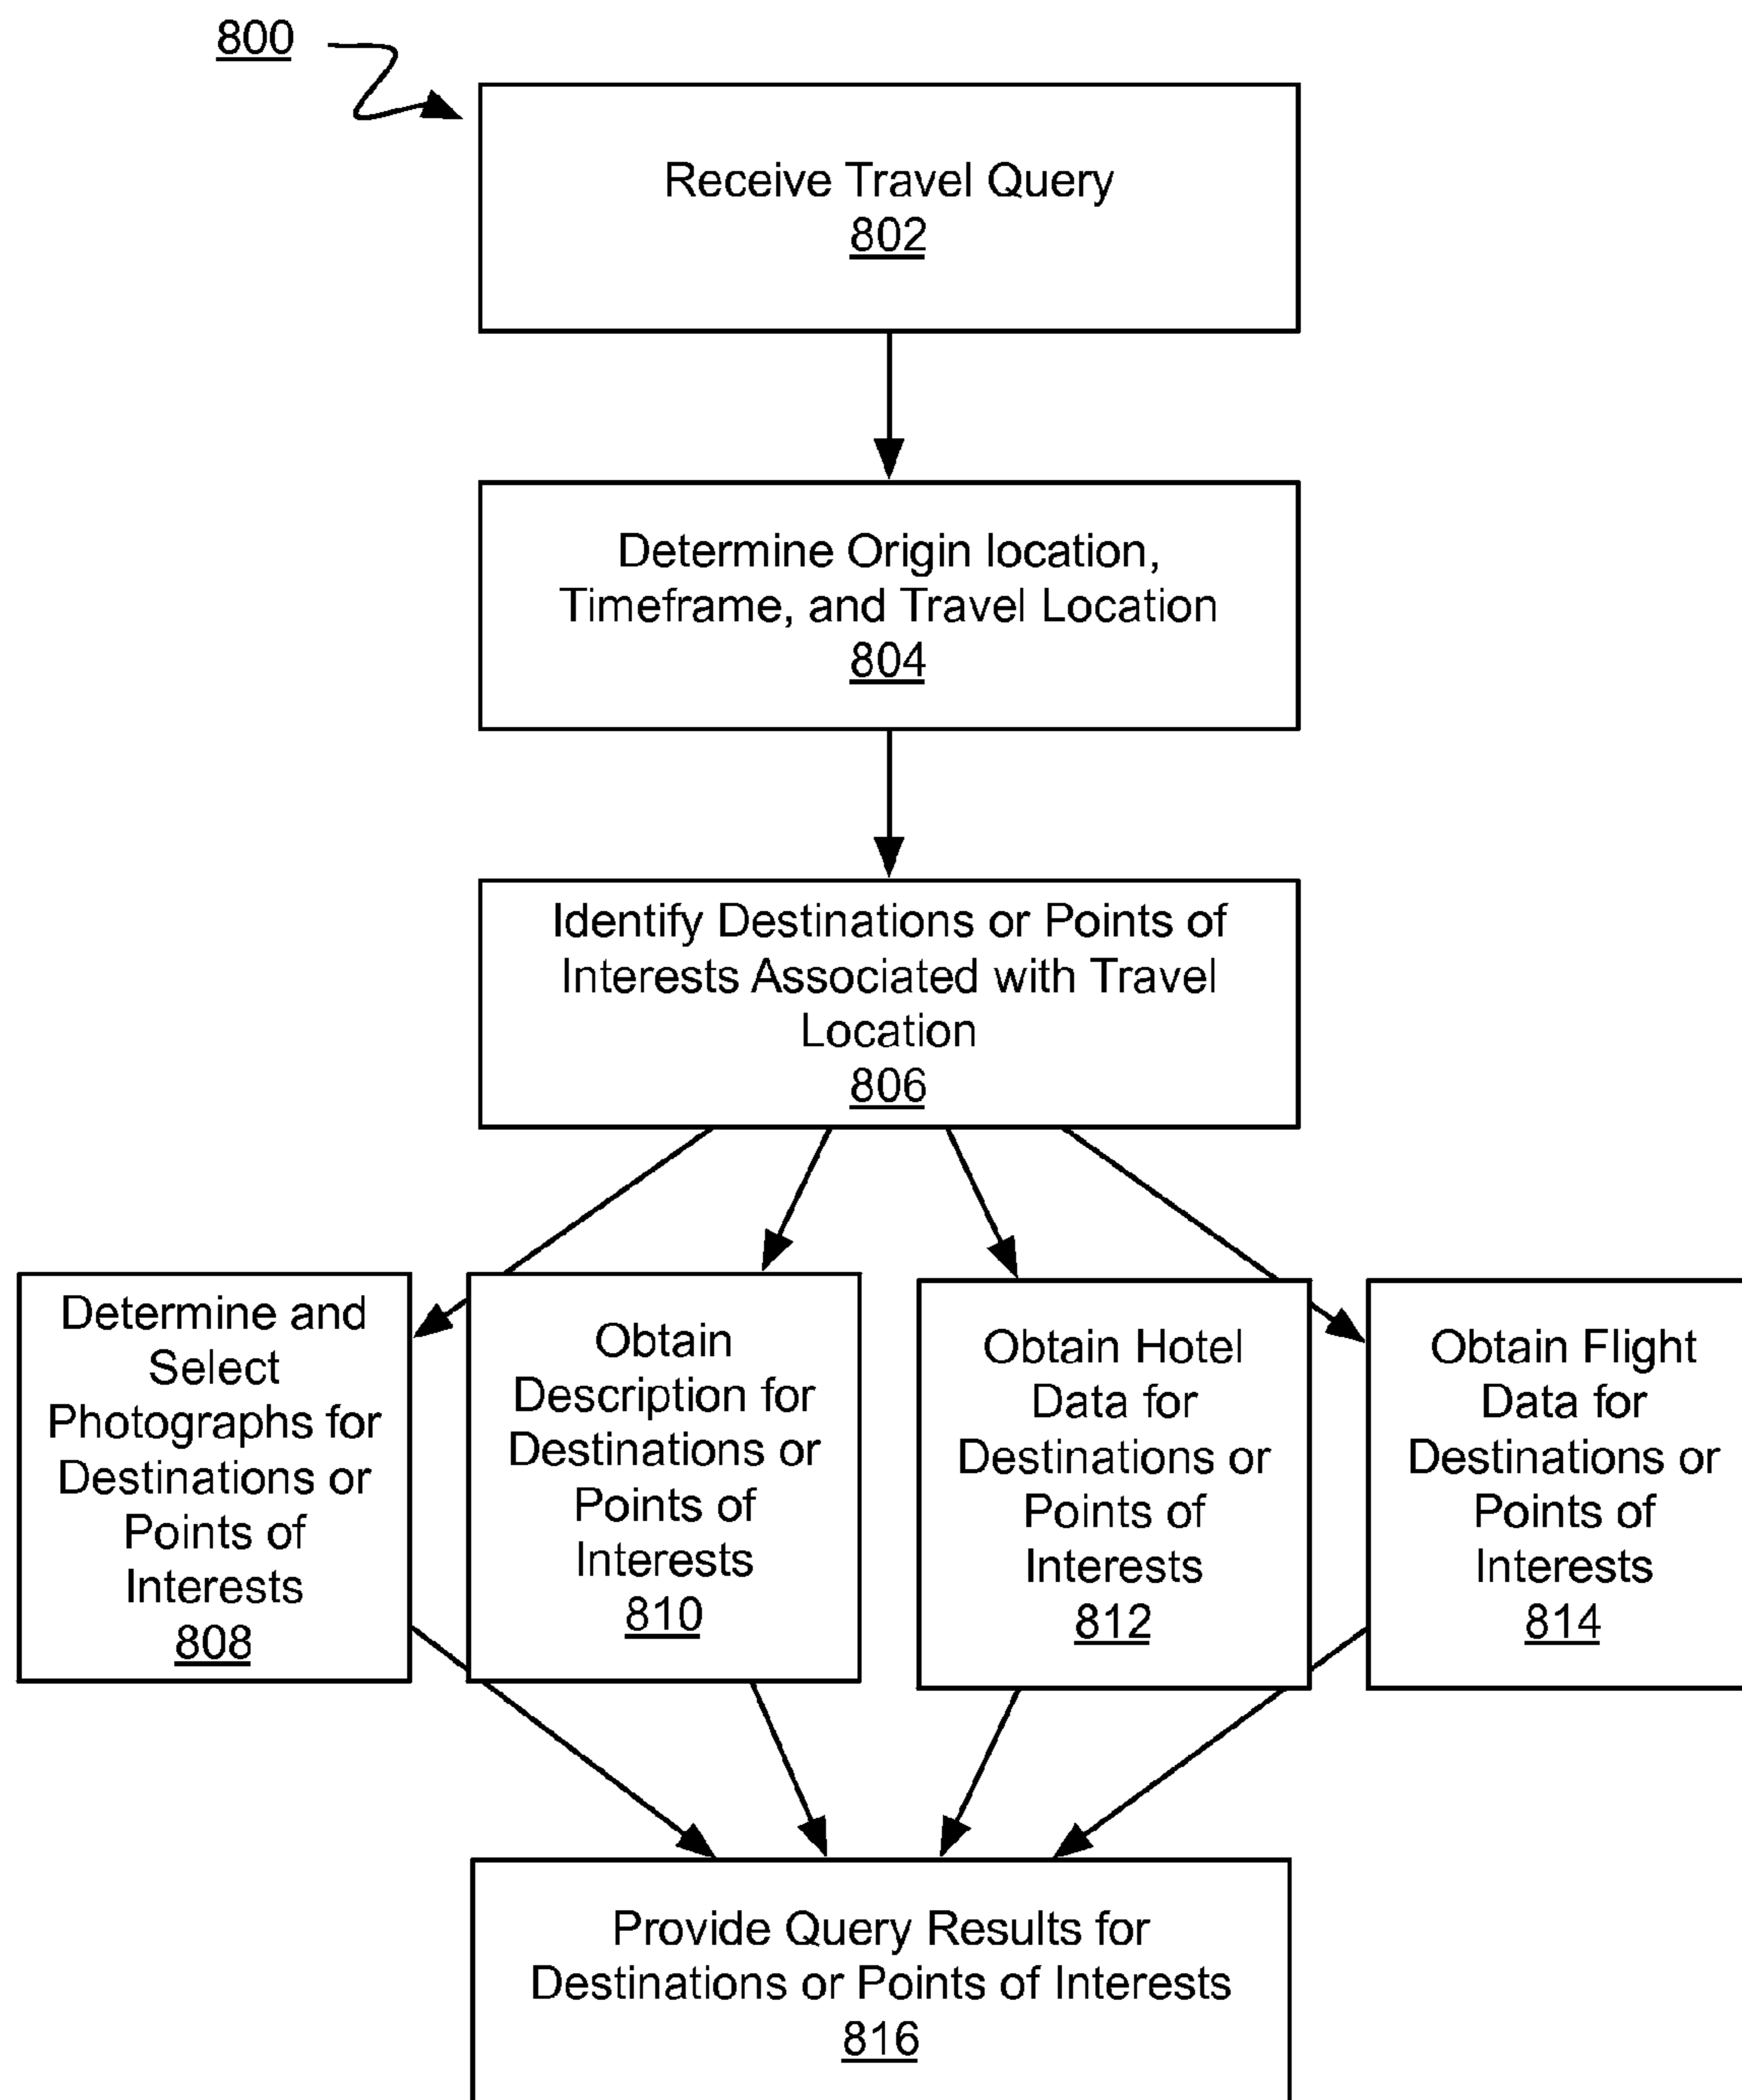 800
Receive Travel Query
802
Determine Origin location,
Timeframe, and Travel Location
804
Identify Destinations or Points of
Interests Associated with Travel
Location
806
Determine and
Select
Photographs for
Destinations or
Points of
Interests
808
Obtain
Description for
Destinations or
Points of
Interests
810
Obtain Hotel
Data for
Destinations or
Points of
Interests
812
Obtain Flight
Data for
Destinations or
Points of
Interests
814
Provide Query Results for
Destinations or Points of Interests
816